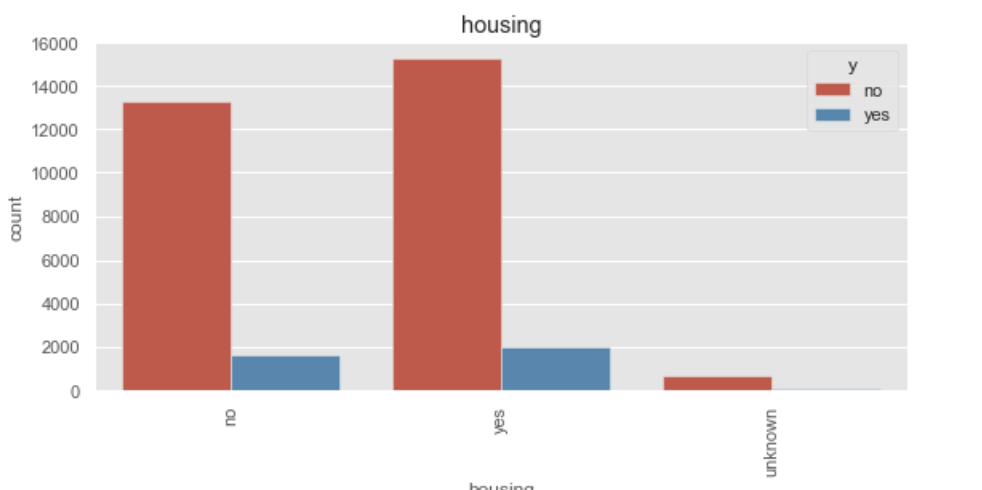 housing
16000
14000
12000
10000
8000
6000
4000
2000
0
count
y
no
yes
no
yes
unknown
housing